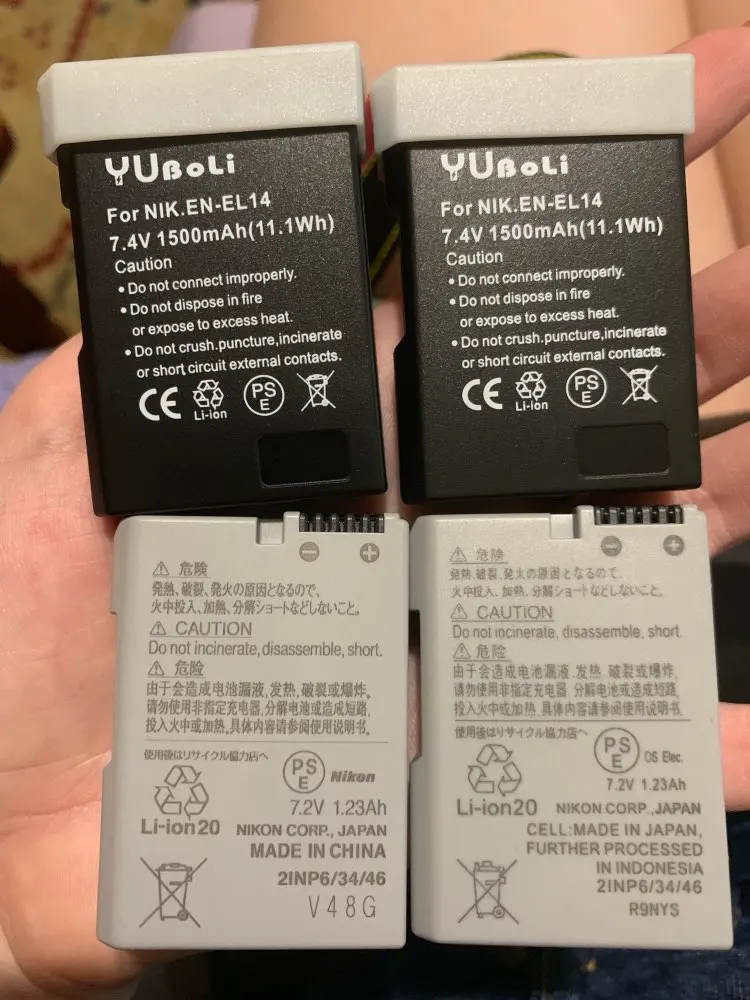 YUBoLi
For NIK.EN-EL14
7.4V 1500mAh(11.1Wh)
Caution
• Do not connect improperly.
• Do not dispose in fire
or expose to excess heat.
• Do not crush.puncture,incinerate
or short circuit external contacts.
CE
Li-ion
PS
E
YUBoLi
For NIK.EN-EL14
7.4V 1500mAh(11.1Wh)
Caution
• Do not connect improperly.
• Do not dispose in fire
or expose to excess heat.
• Do not crush.puncture,incinerate
or short circuit external contacts.
CE
Li-ion
PS
E
− +
⚠ 危険
発熱、破裂、発火の原因となるので、
火中投入、加熱、分解ショートなどしないこと。
⚠ CAUTION
Do not incinerate, disassemble, short.
⚠ 危险
由于会造成电池漏液,发热,破裂或爆炸。
请勿使用非指定充电器,分解电池或造成短路,
投入火中或加热,具体内容请参阅使用说明书。
使用後はリサイクル協力店へ
PS
E
Nikon
7.2V 1.23Ah
Li-ion20
NIKON CORP., JAPAN
MADE IN CHINA
2INP6/34/46
V48G
− +
⚠ 危険
発熱、破裂、発火の原因となるので、
火中投入、加熱、分解ショートなどしないこと。
⚠ CAUTION
Do not incinerate, disassemble, short.
⚠ 危险
由于会造成电池漏液,发热,破裂或爆炸。
请勿使用非指定充电器,分解电池或造成短路,
投入火中或加热,具体内容请参阅使用说明书。
使用後はリサイクル協力店へ
PS
E
OS Elec.
7.2V 1.23Ah
Li-ion20
NIKON CORP.,JAPAN
CELL:MADE IN JAPAN,
FURTHER PROCESSED
IN INDONESIA
2INP6/34/46
R9NYS